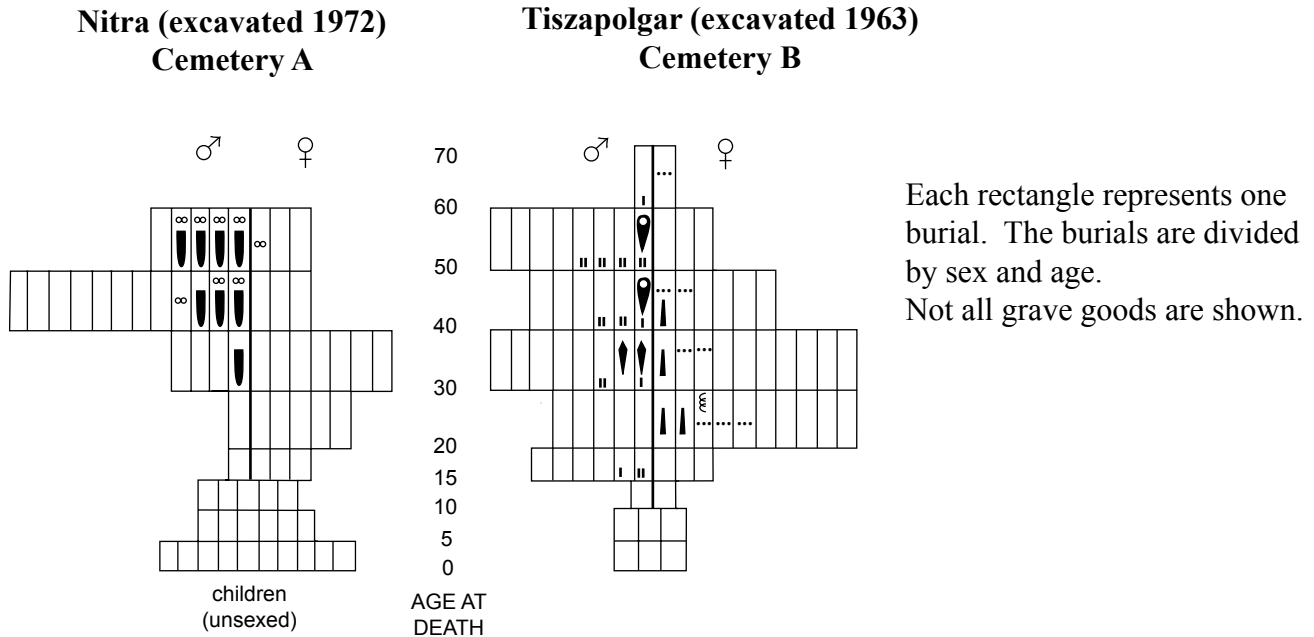 Nitra (excavated 1972)
Cemetery A
Tiszapolgar (excavated 1963)
Cemetery B
♂ ♀
♂ ♀
70
60
50
40
30
20
15
10
5
0
AGE AT
DEATH
children
(unsexed)
Each rectangle represents one
burial. The burials are divided
by sex and age.
Not all grave goods are shown.